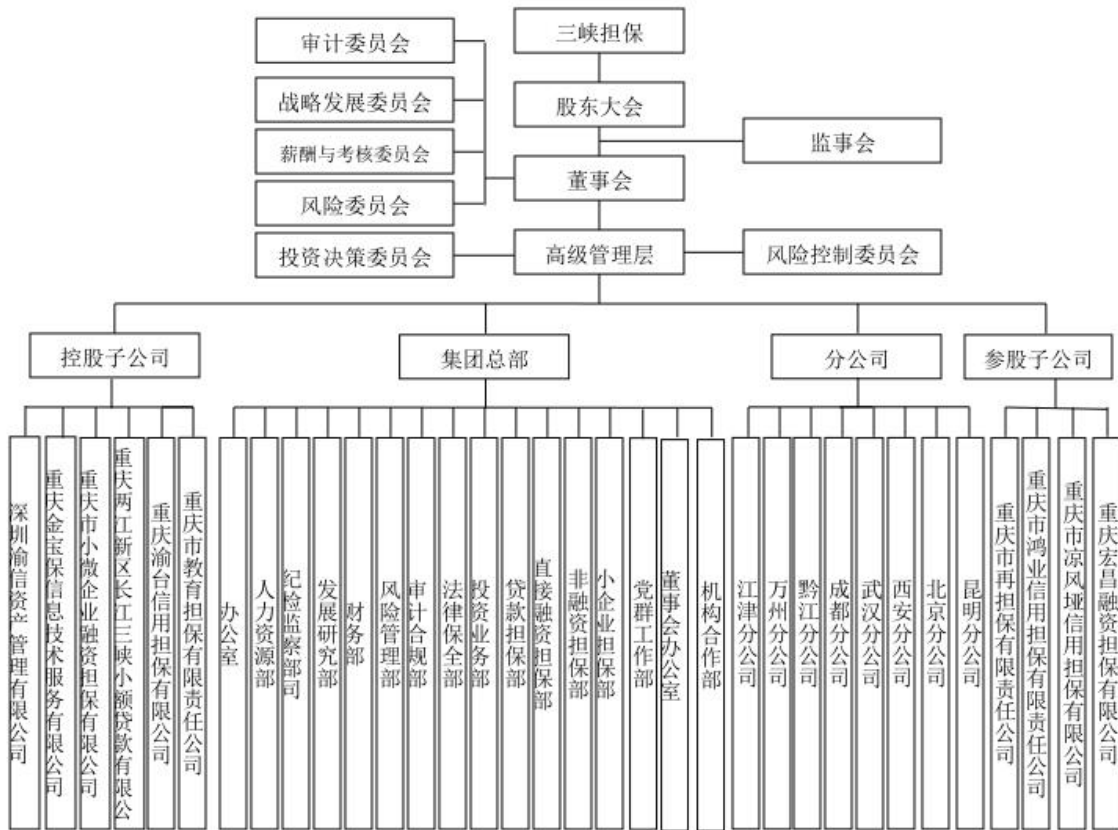 三峡担保
审计委员会
股东大会
战略发展委员会
监事会
薪酬与考核委员会
董事会
风险委员会
投资决策委员会
高级管理层
风险控制委员会
控股子公司
集团总部
分公司
参股子公司
深圳渝信资产管理有限公司
重庆金宝保信息技术服务有限公司
重庆市小微企业融资担保有限公司
重庆两江新区长江三峡小额贷款有限公
重庆渝台信用担保有限公司
重庆市教育担保有限责任公司
办公室
人力资源部
纪检监察部司
发展研究部
财务部
风险管理部
审计合规部
法律保全部
投资业务部
贷款担保部
直接融资担保部
非融资担保部
小企业担保部
党群工作部
董事会办公室
机构合作部
江津分公司
万州分公司
黔江分公司
成都分公司
武汉分公司
西安分公司
北京分公司
昆明分公司
重庆市再担保有限责任公司
重庆市鸿业信用担保有限责任公司
重庆市凉风垭信用担保有限公司
重庆宏昌融资担保有限公司